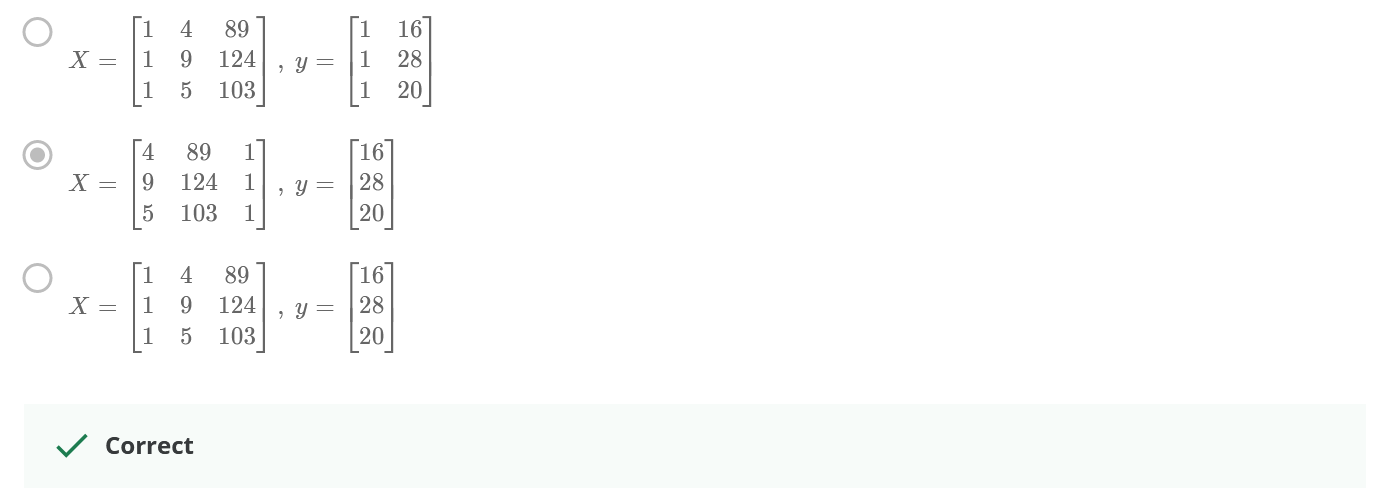 X = [1 4 89; 1 9 124; 1 5 103], y = [1 16; 1 28; 1 20]
X = [4 89 1; 9 124 1; 5 103 1], y = [16; 28; 20]
X = [1 4 89; 1 9 124; 1 5 103], y = [16; 28; 20]
Correct